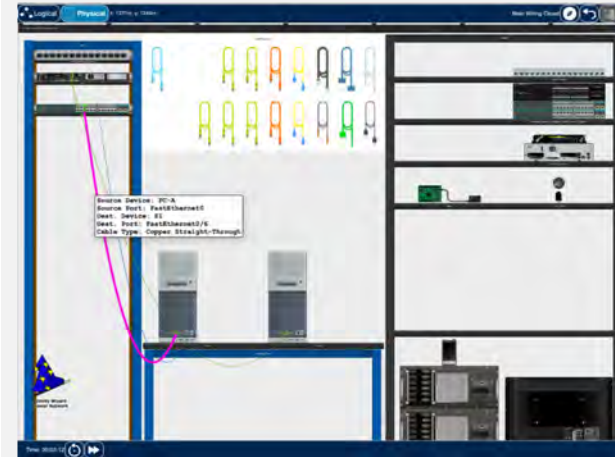 Logical
Physical
Main Wiring Closet
Source Device: PC-A
Source Port: FastEthernet0
Dest. Device: S1
Dest. Port: FastEthernet0/6
Cable Type: Copper Straight-Through
Time: